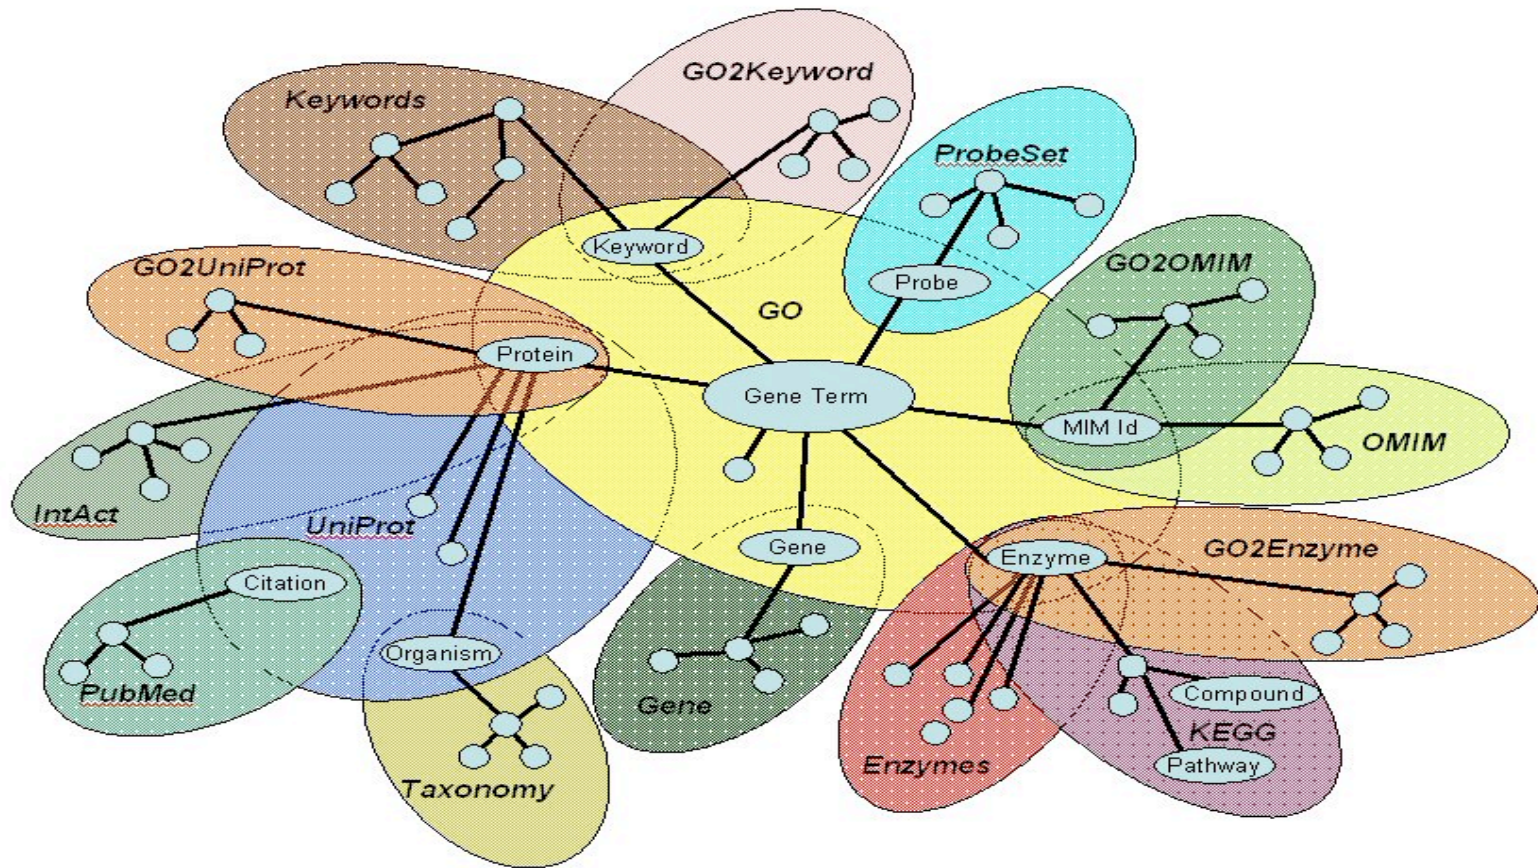 GO2Keyword
Keywords
ProbeSet
Keyword
GO2UniProt
Probe
GO2OMIM
GO
Protein
Gene Term
MIM Id
OMIM
IntAct
UniProt
Gene
Enzyme
GO2Enzyme
Citation
Organism
PubMed
Gene
Compound
KEGG
Enzymes
Pathway
Taxonomy